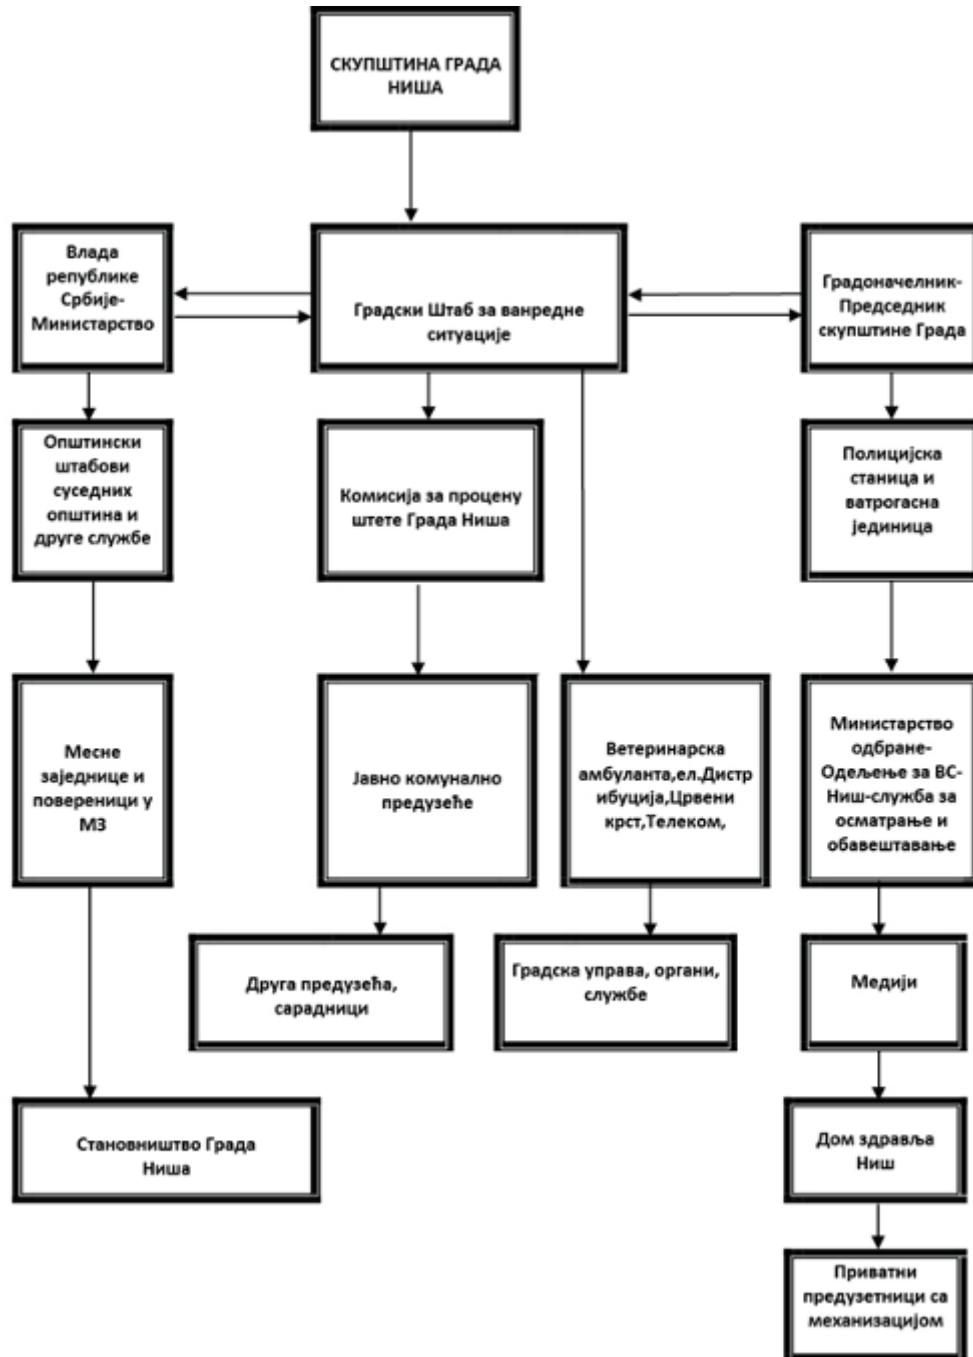 СКУПШТИНА ГРАДА
НИША
Влада
републике
Србије-
Министарство
Градски Штаб за ванредне
ситуације
Градоначелник-
Председник
скупштине Града
Општински
штабови
суседних
општина и
друге службе
Комисија за процену
штете Града Ниша
Полицијска
станица и
ватрогасна
јединица
Месне
заједнице и
повереници у
МЗ
Јавно комунално
предузеће
Ветеринарска
амбуланта,ел.Дистр
ибуција,Црвени
крст,Телеком,
Министарство
одбране-
Одељење за ВС-
Ниш-служба за
осматрање и
обавештавање
Друга предузећа,
сарадници
Градска управа, органи,
службе
Медији
Становништво Града
Ниша
Дом здравља
Ниш
Приватни
предузетници са
механизацијом